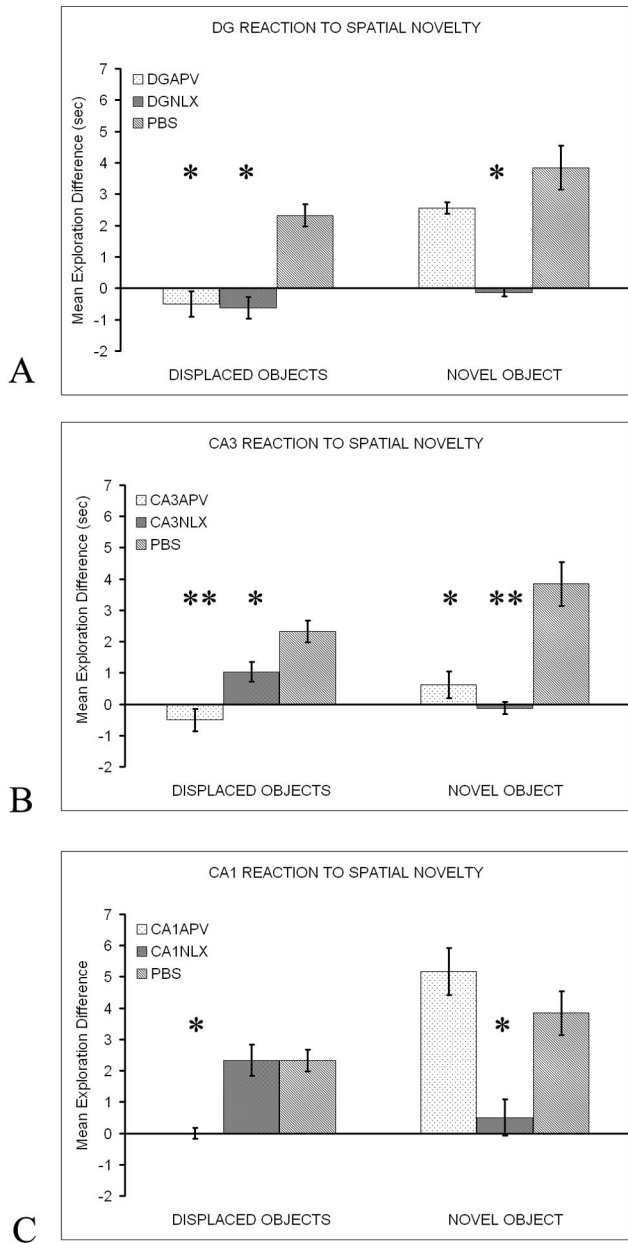 DG REACTION TO SPATIAL NOVELTY
7
6
5
4
3
2
1
0
-1
-2
Mean Exploration Difference (sec)
DGAPV
DGNLX
PBS
* *
*
DISPLACED OBJECTS NOVEL OBJECT
A
CA3 REACTION TO SPATIAL NOVELTY
7
6
5
4
3
2
1
0
-1
-2
Mean Exploration Difference (sec)
CA3APV
CA3NLX
PBS
** *
* **
DISPLACED OBJECTS NOVEL OBJECT
B
CA1 REACTION TO SPATIAL NOVELTY
7
6
5
4
3
2
1
0
-1
-2
Mean Exploration Difference
CA1APV
CA1NLX
PBS
*
*
DISPLACED OBJECTS NOVEL OBJECT
C